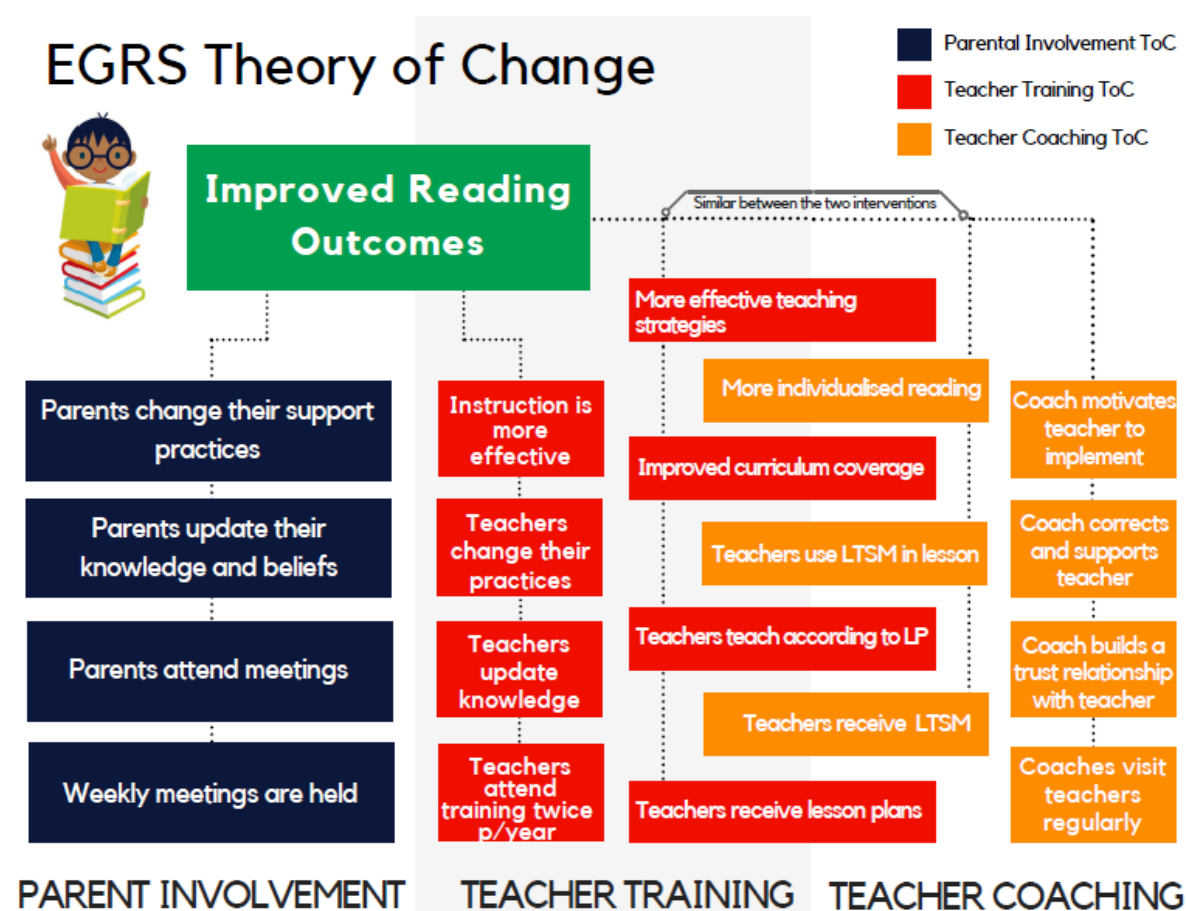 EGRS Theory of Change
Parental Involvement ToC
Teacher Training ToC
Teacher Coaching ToC
Improved Reading
Outcomes
Similar between the two interventions
Parents change their support
practices
Parents update their
knowledge and beliefs
Parents attend meetings
Weekly meetings are held
Instruction is
more
effective
Teachers
change their
practices
Teachers
update
knowledge
Teachers
attend
training twice
p/year
More effective teaching
strategies
More individualised reading
Improved curriculum coverage
Teachers use LTSM in lesson
Teachers teach according to LP
Teachers receive LTSM
Teachers receive lesson plans
Coach motivates
teacher to
implement
Coach corrects
and supports
teacher
Coach builds a
trust relationship
with teacher
Coaches visit
teachers
regularly
PARENT INVOLVEMENT
TEACHER TRAINING
TEACHER COACHING